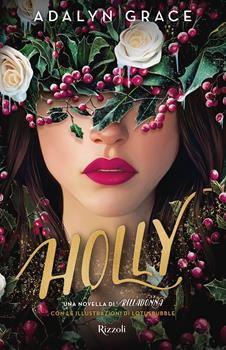 ADALYN GRACE
HOLLY
UNA NOVELLA DI BELLADONNA
CON LE ILLUSTRAZIONI DI LOTUSBUBBLE
Rizzoli